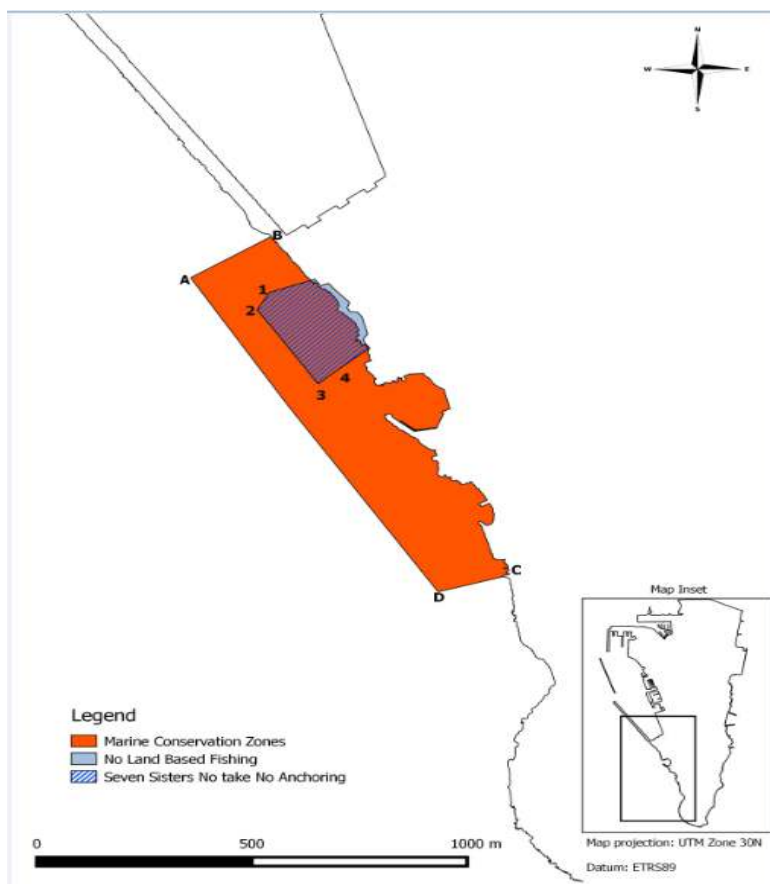 N
W E
S
B
A
1
2
4
3
C
D
Map Inset
Legend
Marine Conservation Zones
No Land Based Fishing
Seven Sisters No take No Anchoring
0 500 1000 m
Map projection: UTM Zone 30N
Datum: ETRS89